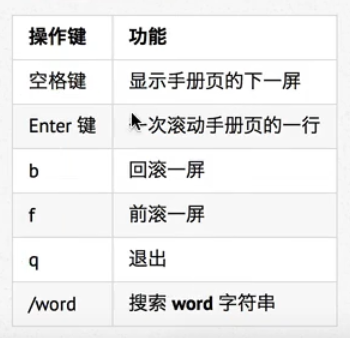 操作键 功能
空格键 显示手册页的下一屏
Enter 键 一次滚动手册页的一行
b 回滚一屏
f 前滚一屏
q 退出
/word 搜索 word 字符串